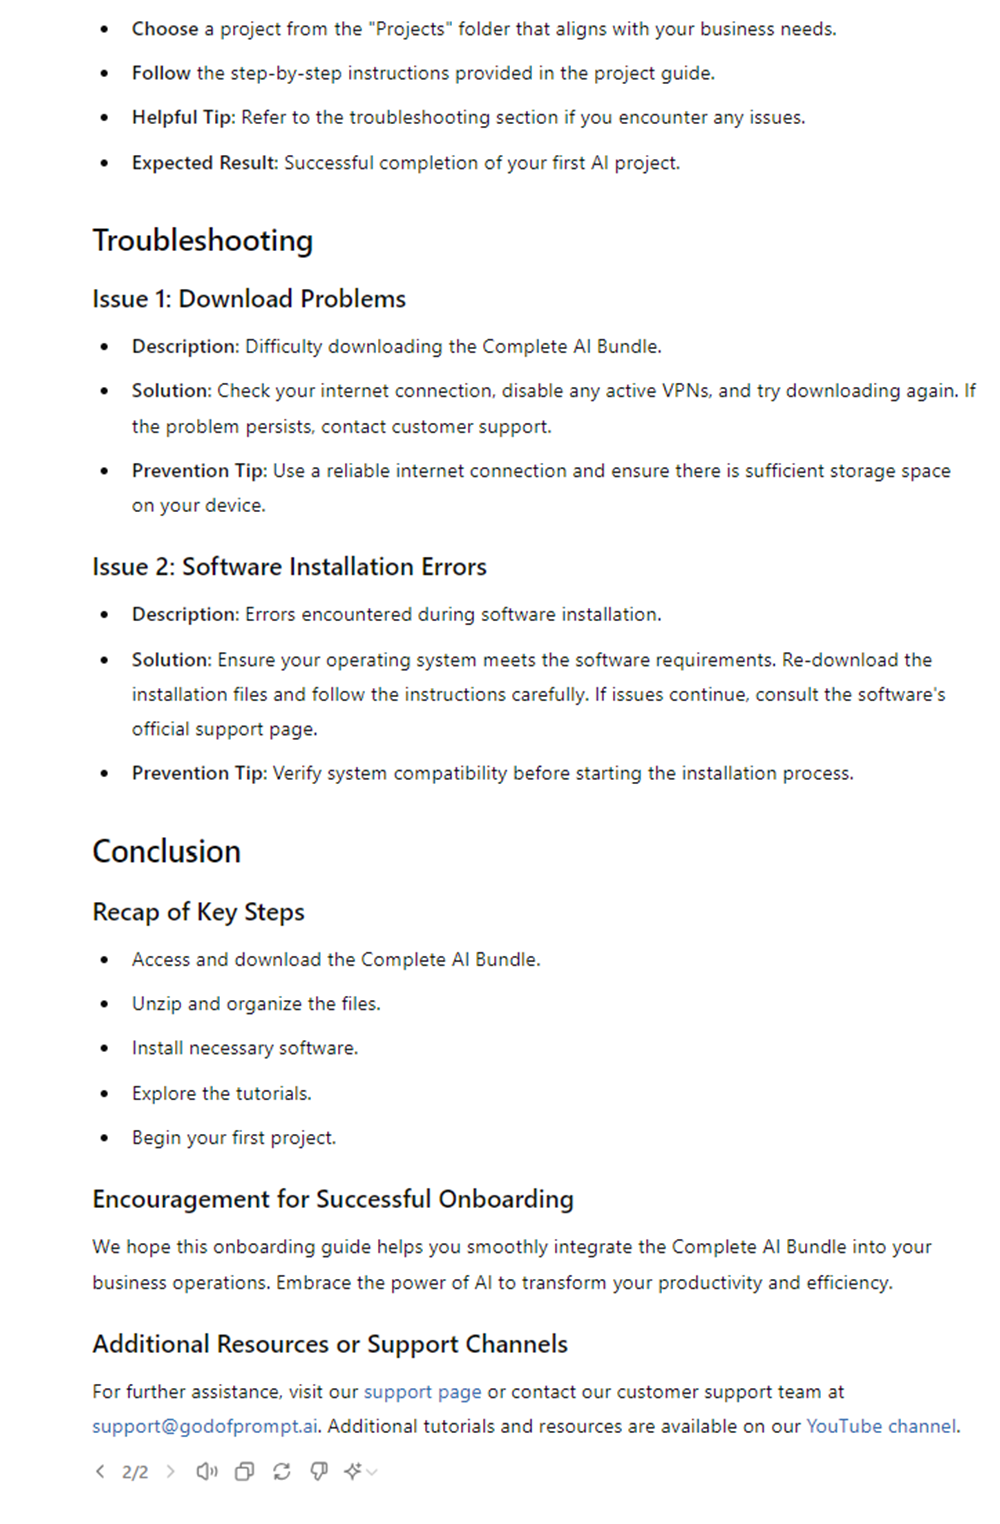 Choose a project from the "Projects" folder that aligns with your business needs.
Follow the step-by-step instructions provided in the project guide.
Helpful Tip: Refer to the troubleshooting section if you encounter any issues.
Expected Result: Successful completion of your first AI project.
Troubleshooting
Issue 1: Download Problems
Description: Difficulty downloading the Complete AI Bundle.
Solution: Check your internet connection, disable any active VPNs, and try downloading again. If
the problem persists, contact customer support.
Prevention Tip: Use a reliable internet connection and ensure there is sufficient storage space
on your device.
Issue 2: Software Installation Errors
Description: Errors encountered during software installation.
Solution: Ensure your operating system meets the software requirements. Re-download the
installation files and follow the instructions carefully. If issues continue, consult the software's
official support page.
Prevention Tip: Verify system compatibility before starting the installation process.
Conclusion
Recap of Key Steps
Access and download the Complete AI Bundle.
Unzip and organize the files.
Install necessary software.
Explore the tutorials.
Begin your first project.
Encouragement for Successful Onboarding
We hope this onboarding guide helps you smoothly integrate the Complete AI Bundle into your
business operations. Embrace the power of AI to transform your productivity and efficiency.
Additional Resources or Support Channels
For further assistance, visit our support page or contact our customer support team at
support@godofprompt.ai. Additional tutorials and resources are available on our YouTube channel.
2/2